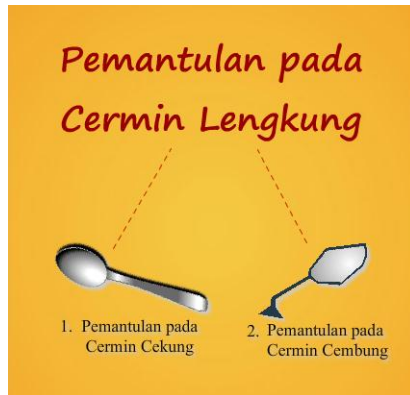 Pemantulan pada
Cermin Lengkung
1. Pemantulan pada
Cermin Cekung
2. Pemantulan pada
Cermin Cembung